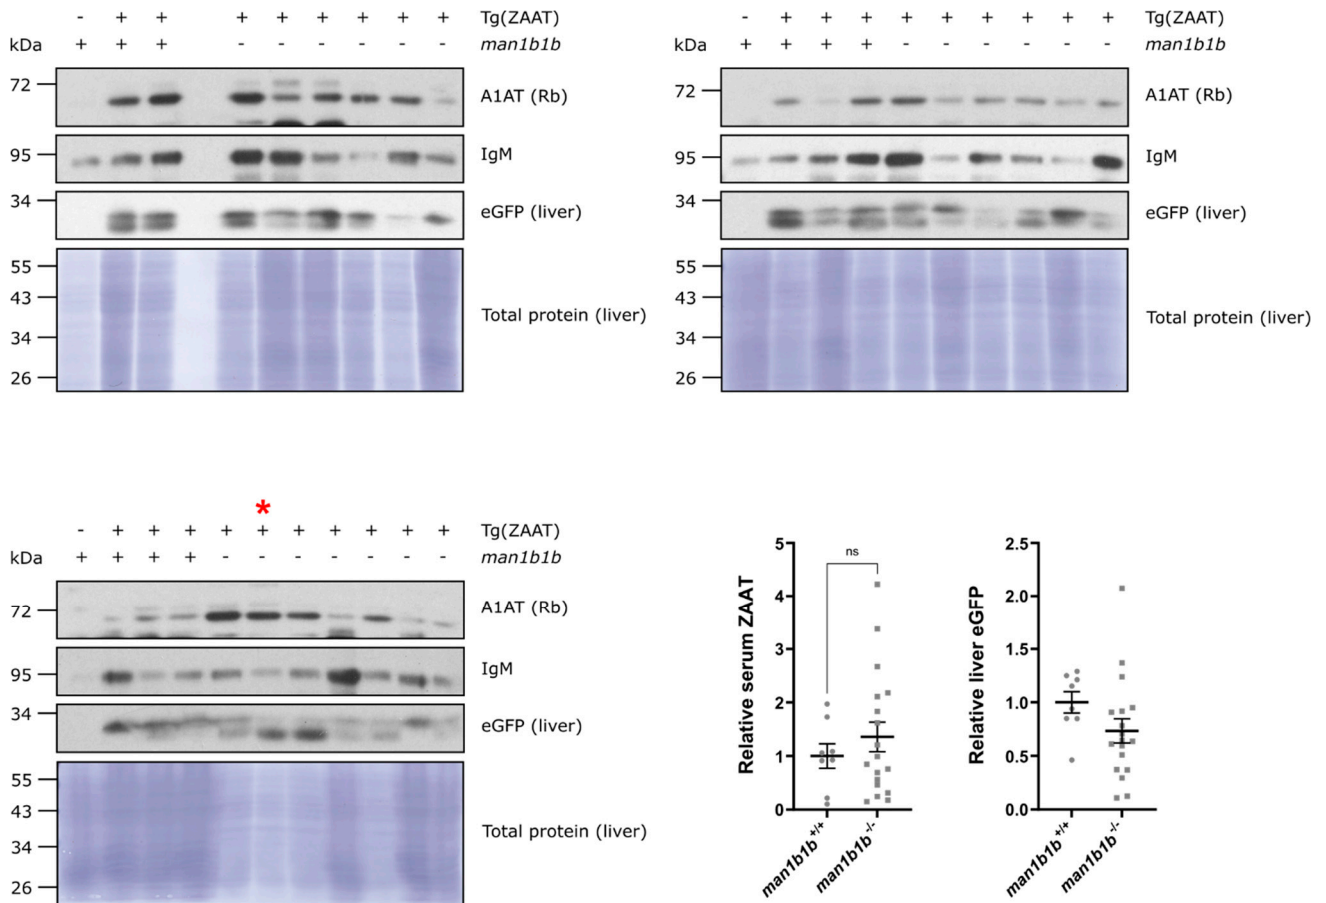 - + + + + + + + + Tg(ZAAT)
kDa + + + - - - - - - man1b1b
72 A1AT (Rb)
95 IgM
34 eGFP (liver)
55
43
Total protein (liver)
34
26
- + + + + + + + + + Tg(ZAAT)
kDa + + + + - - - - - - man1b1b
72 A1AT (Rb)
95 IgM
34 eGFP (liver)
55
43
Total protein (liver)
34
26
*
- + + + + + + + + + + Tg(ZAAT)
kDa + + + + - - - - - - - man1b1b
72 A1AT (Rb)
95 IgM
34 eGFP (liver)
55
43
Total protein (liver)
34
26
Relative serum ZAAT
5
4
3
2
1
0
ns
man1b1b+/+
man1b1b-/-
Relative liver eGFP
2.5
2.0
1.5
1.0
0.5
0.0
man1b1b+/+
man1b1b-/-